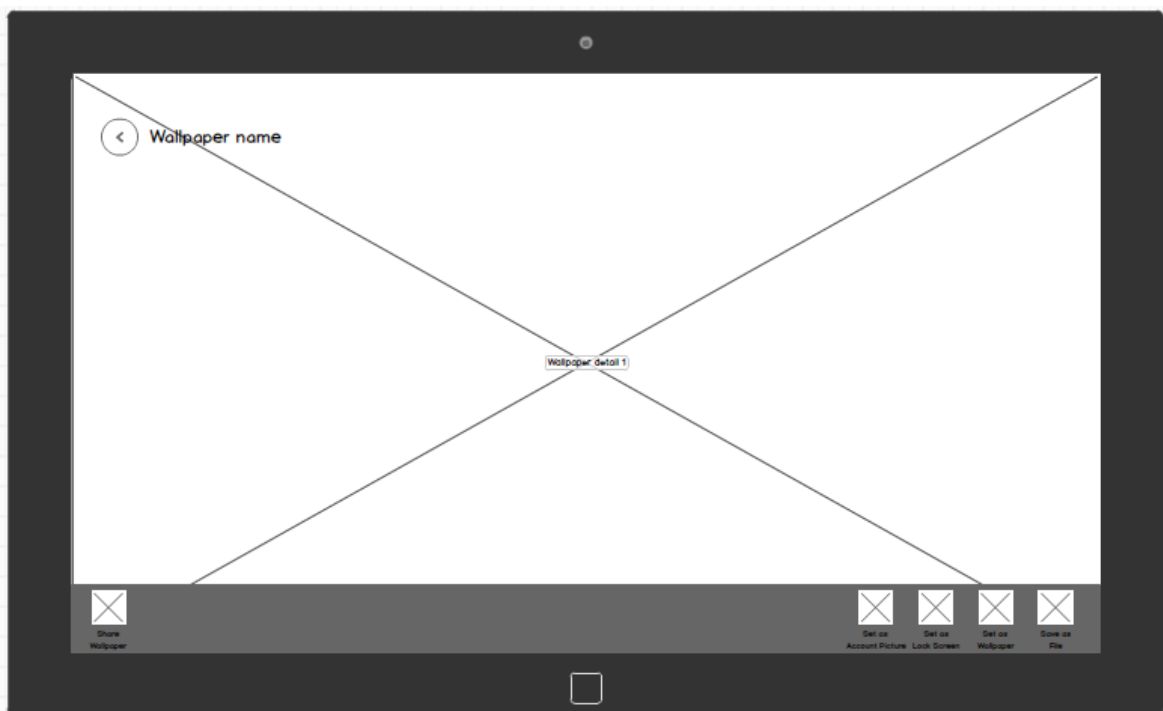 Wallpaper name
Wallpaper detail 1
Share
Wallpaper
Set as
Account Picture
Set as
Lock Screen
Set as
Wallpaper
Save as
File